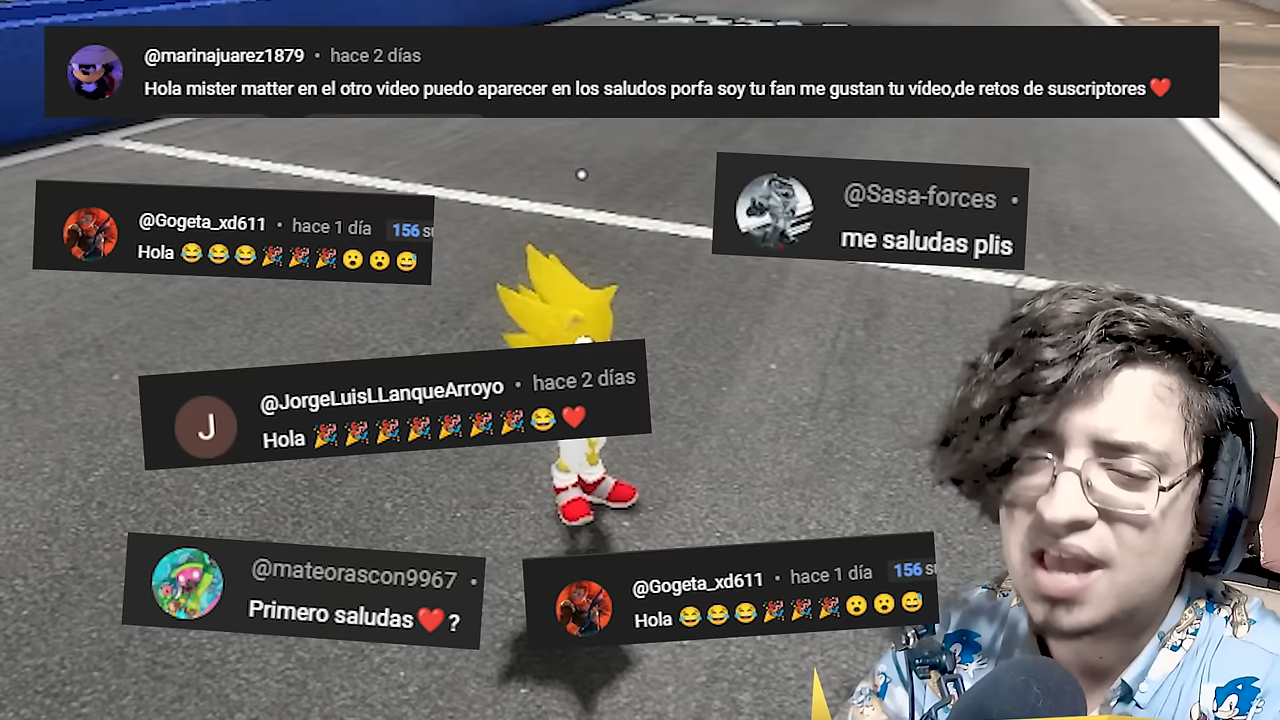 @marinajuarez1879 • hace 2 días
Hola mister matter en el otro video puedo aparecer en los saludos porfa soy tu fan me gustan tu vídeo,de retos de suscriptores ❤️
@Gogeta_xd611 • hace 1 día 156 su
Hola 😂😂😂🎉🎉🎉😮😮😅
@Sasa-forces •
me saludas plis
@JorgeLuisLLanqueArroyo • hace 2 días
Hola 🎉🎉🎉🎉🎉🎉🎉😂❤️
J
@mateorascon9967 •
Primero saludas❤️?
@Gogeta_xd611 • hace 1 día 156 su
Hola 😂😂😂🎉🎉🎉😮😮😅